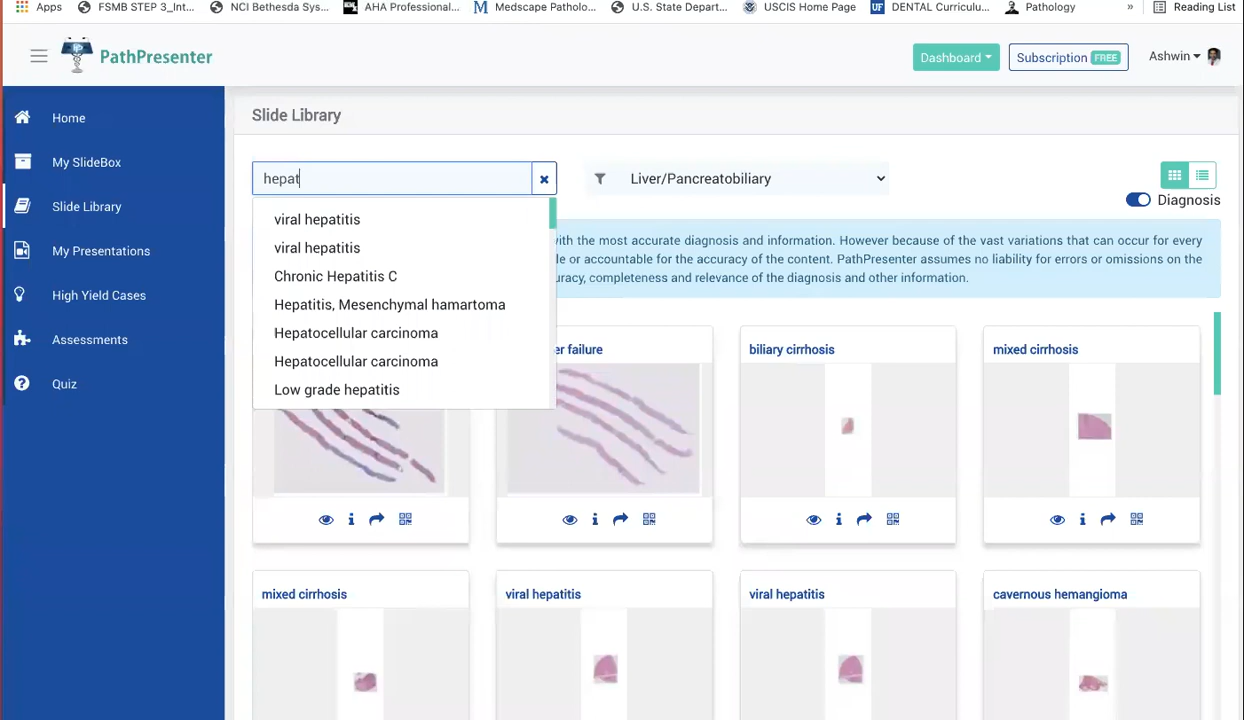 Apps FSMB STEP 3_Int... NCI Bethesda Sys... AHA Professional... Medscape Patholo... U.S. State Depart... USCIS Home Page UF DENTAL Curriculu... Pathology » Reading List
PathPresenter
Dashboard
Subscription FREE
Ashwin
Home
My SlideBox
Slide Library
My Presentations
High Yield Cases
Assessments
Quiz
Slide Library
hepat
Liver/Pancreatobiliary
Diagnosis
viral hepatitis
viral hepatitis
Chronic Hepatitis C
Hepatitis, Mesenchymal hamartoma
Hepatocellular carcinoma
Hepatocellular carcinoma
Low grade hepatitis
with the most accurate diagnosis and information. However because of the vast variations that can occur for every
le or accountable for the accuracy of the content. PathPresenter assumes no liability for errors or omissions on the
uracy, completeness and relevance of the diagnosis and other information.
er failure
biliary cirrhosis
mixed cirrhosis
mixed cirrhosis
viral hepatitis
viral hepatitis
cavernous hemangioma